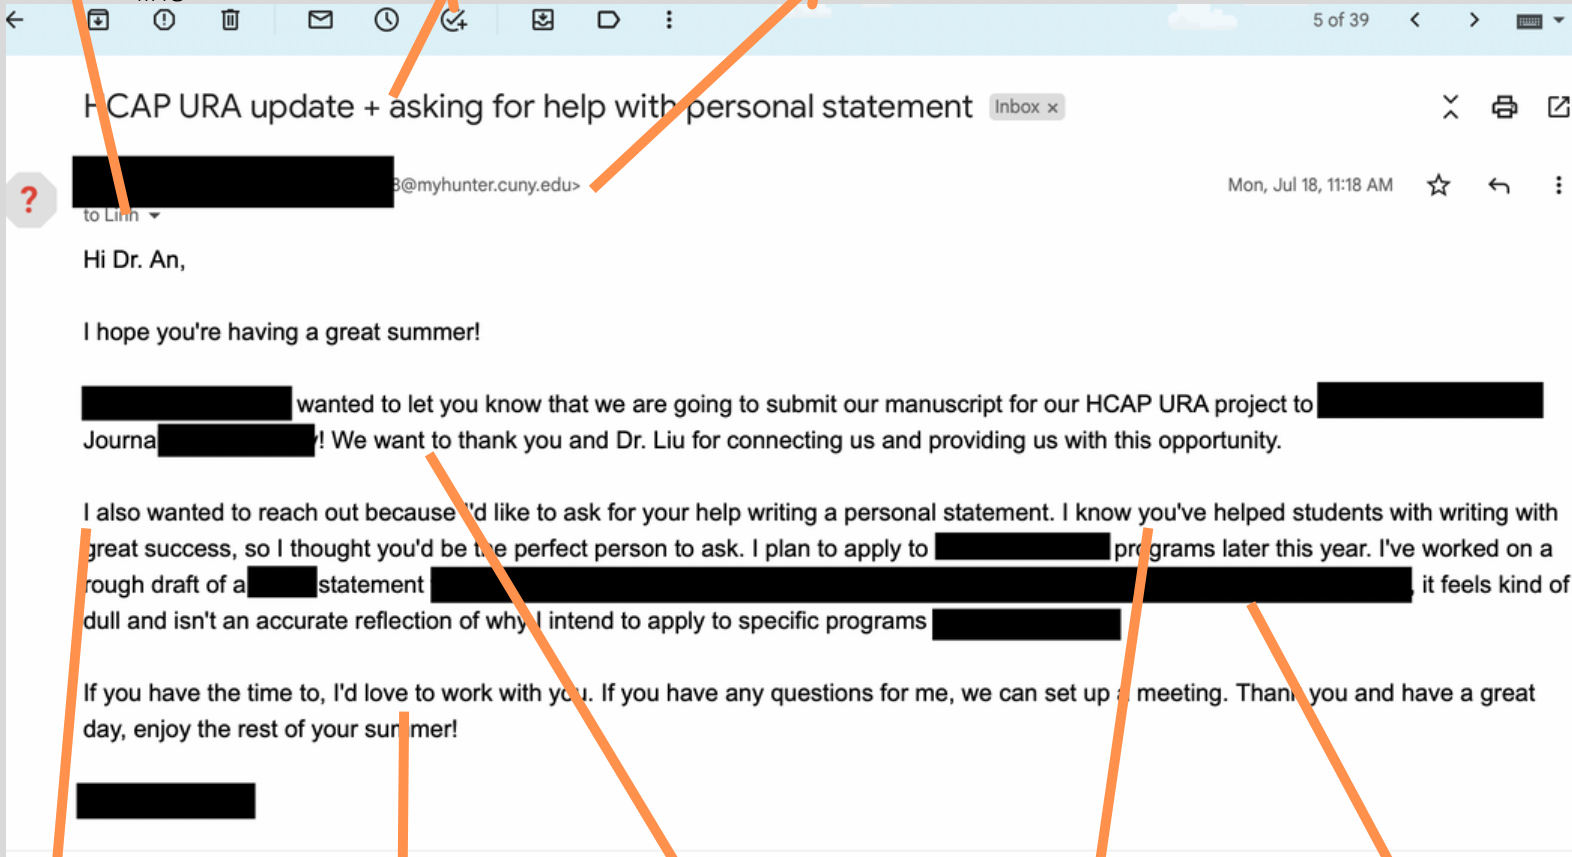 5 of 39
HCAP URA update + asking for help with personal statement Inbox ×
@myhunter.cuny.edu> Mon, Jul 18, 11:18 AM
to Linh
Hi Dr. An,
I hope you're having a great summer!
wanted to let you know that we are going to submit our manuscript for our HCAP URA project to
Journa ! We want to thank you and Dr. Liu for connecting us and providing us with this opportunity.
I also wanted to reach out because I'd like to ask for your help writing a personal statement. I know you've helped students with writing with
great success, so I thought you'd be the perfect person to ask. I plan to apply to programs later this year. I've worked on a
rough draft of a statement , it feels kind of
dull and isn't an accurate reflection of why I intend to apply to specific programs
If you have the time to, I'd love to work with you. If you have any questions for me, we can set up a meeting. Thank you and have a great
day, enjoy the rest of your summer!